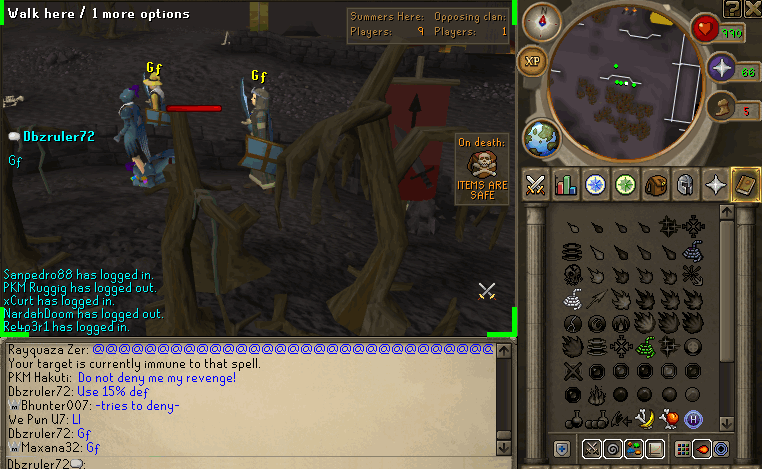 Walk here / 1 more options
Summers Here: Opposing clan:
Players: 9 Players: 1
Gf
Gf
Dbzruler72
Gf
On death:
ITEMS ARE
SAFE
Sanpedro88 has logged in.
PKM Ruggig has logged out.
xCurt has logged in.
NardahDoom has logged out.
Re4p3r1 has logged in.
XP
990
66
5
Rayquaza Zer: @@@@@@@@@@@@@@@@@@@@@@@@@@@@@@@
Your target is currently immune to that spell.
PKM Hakuti: Do not deny me my revenge!
Dbzruler72: Use 15% def
Bhunter007: -tries to deny-
We Pwn U7: Ll
Dbzruler72: Gf
Maxana32: Gf
Dbzruler72:
H